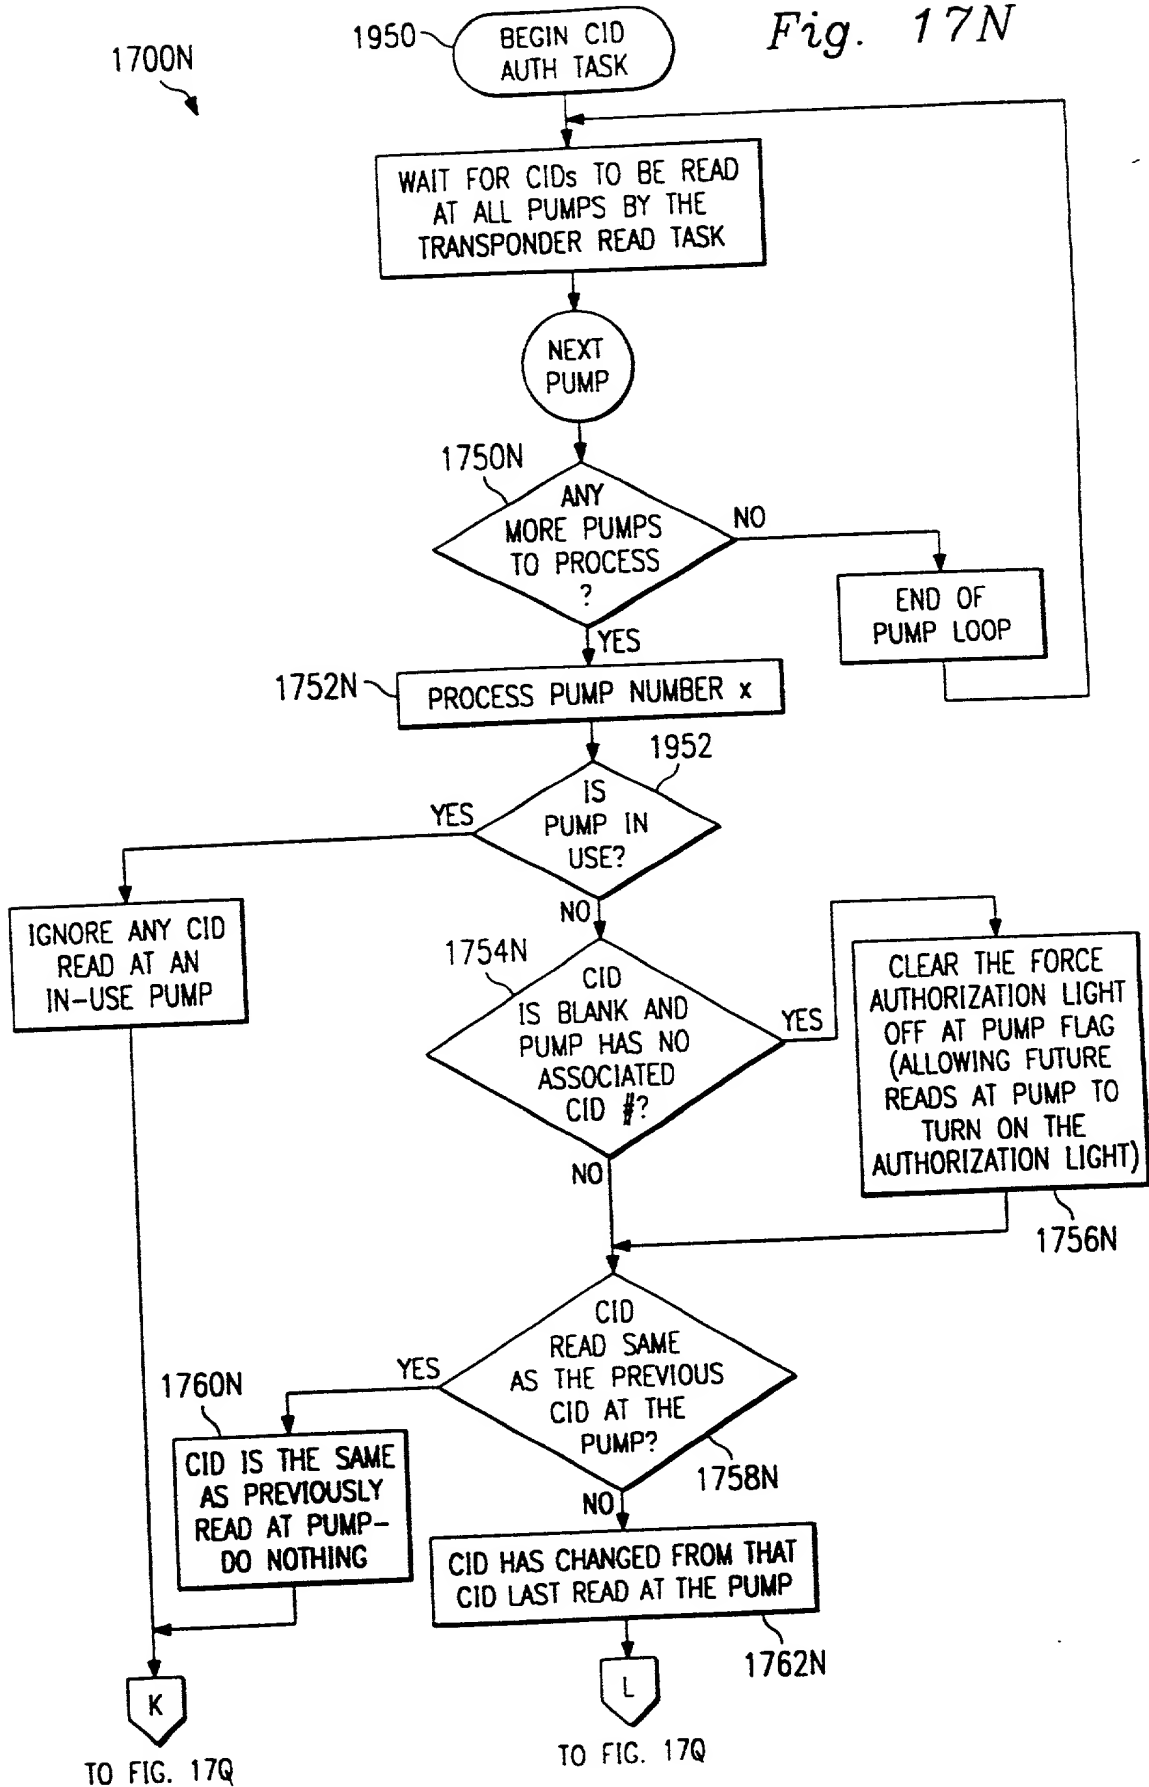 Fig. 17N
1700N
1950
BEGIN CID
AUTH TASK
WAIT FOR CIDs TO BE READ
AT ALL PUMPS BY THE
TRANSPONDER READ TASK
NEXT
PUMP
1750N
ANY
MORE PUMPS
TO PROCESS
?
NO
END OF
PUMP LOOP
YES
1752N
PROCESS PUMP NUMBER x
1952
IS
PUMP IN
USE?
YES
IGNORE ANY CID
READ AT AN
IN-USE PUMP
NO
1754N
CID
IS BLANK AND
PUMP HAS NO
ASSOCIATED
CID #?
YES
CLEAR THE FORCE
AUTHORIZATION LIGHT
OFF AT PUMP FLAG
(ALLOWING FUTURE
READS AT PUMP TO
TURN ON THE
AUTHORIZATION LIGHT)
1756N
NO
CID
READ SAME
AS THE PREVIOUS
CID AT THE
PUMP?
1758N
YES
1760N
CID IS THE SAME
AS PREVIOUSLY
READ AT PUMP-
DO NOTHING
NO
CID HAS CHANGED FROM THAT
CID LAST READ AT THE PUMP
1762N
K
TO FIG. 17Q
L
TO FIG. 17Q